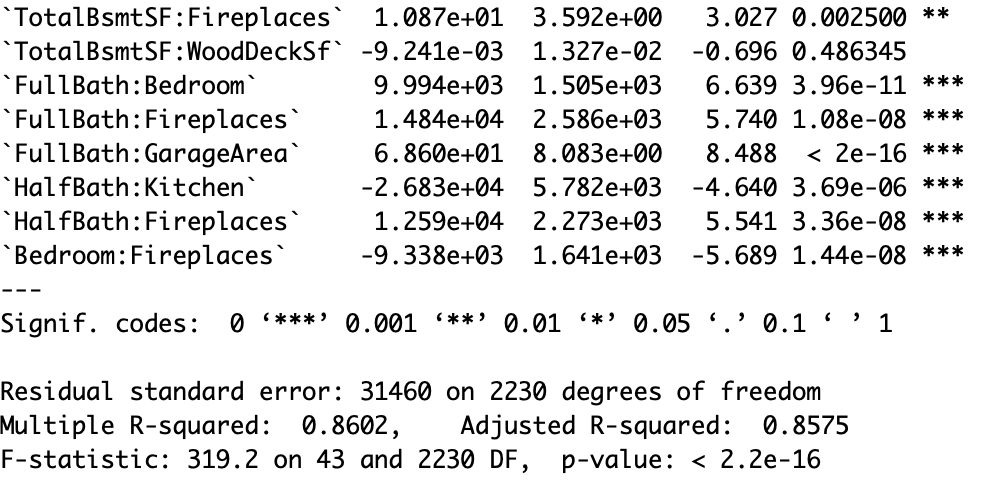 `TotalBsmtSF:Fireplaces`  1.087e+01  3.592e+00   3.027 0.002500 **
`TotalBsmtSF:WoodDeckSf` -9.241e-03  1.327e-02  -0.696 0.486345
`FullBath:Bedroom`        9.994e+03  1.505e+03   6.639 3.96e-11 ***
`FullBath:Fireplaces`     1.484e+04  2.586e+03   5.740 1.08e-08 ***
`FullBath:GarageArea`     6.860e+01  8.083e+00   8.488  < 2e-16 ***
`HalfBath:Kitchen`       -2.683e+04  5.782e+03  -4.640 3.69e-06 ***
`HalfBath:Fireplaces`     1.259e+04  2.273e+03   5.541 3.36e-08 ***
`Bedroom:Fireplaces`     -9.338e+03  1.641e+03  -5.689 1.44e-08 ***
---
Signif. codes:  0 ‘***’ 0.001 ‘**’ 0.01 ‘*’ 0.05 ‘.’ 0.1 ‘ ’ 1
Residual standard error: 31460 on 2230 degrees of freedom
Multiple R-squared:  0.8602,    Adjusted R-squared:  0.8575
F-statistic: 319.2 on 43 and 2230 DF,  p-value: < 2.2e-16